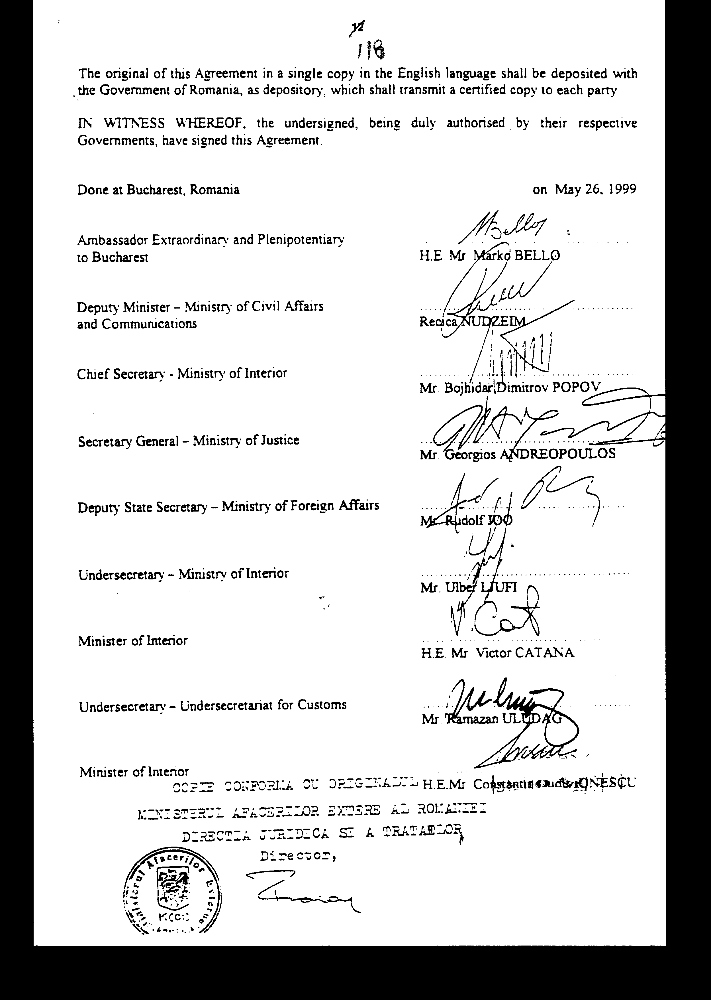 12
118
The original of this Agreement in a single copy in the English language shall be deposited with
the Government of Romania, as depository, which shall transmit a certified copy to each party
IN WITNESS WHEREOF, the undersigned, being duly authorised by their respective
Governments, have signed this Agreement.
Done at Bucharest, Romania on May 26, 1999
MBello
Ambassador Extraordinary and Plenipotentiary
to Bucharest
H.E. Mr Marko BELLO
Deputy Minister – Ministry of Civil Affairs
and Communications
Recica NUDZEIM
Chief Secretary - Ministry of Interior
Mr. Bojhidar Dimitrov POPOV
Secretary General – Ministry of Justice
Mr. Georgios ANDREOPOULOS
Deputy State Secretary – Ministry of Foreign Affairs
Mr. Rudolf JOO
Undersecretary – Ministry of Interior
Mr. Ulber LJUFI
V. Cat
Minister of Interior
H.E. Mr. Victor CATANA
Undersecretary – Undersecretariat for Customs
Mr. Ramazan ULUDAG
Minister of Interior
COPIE CONFORMA CU ORIGINALUL H.E.Mr Constantin IONESCU
MINISTERUL AFACERILOR EXTERE AL ROMANIEI
DIRECTIA JURIDICA SI A TRATAELOR
Director,
Ministerul Afacerilor Externe